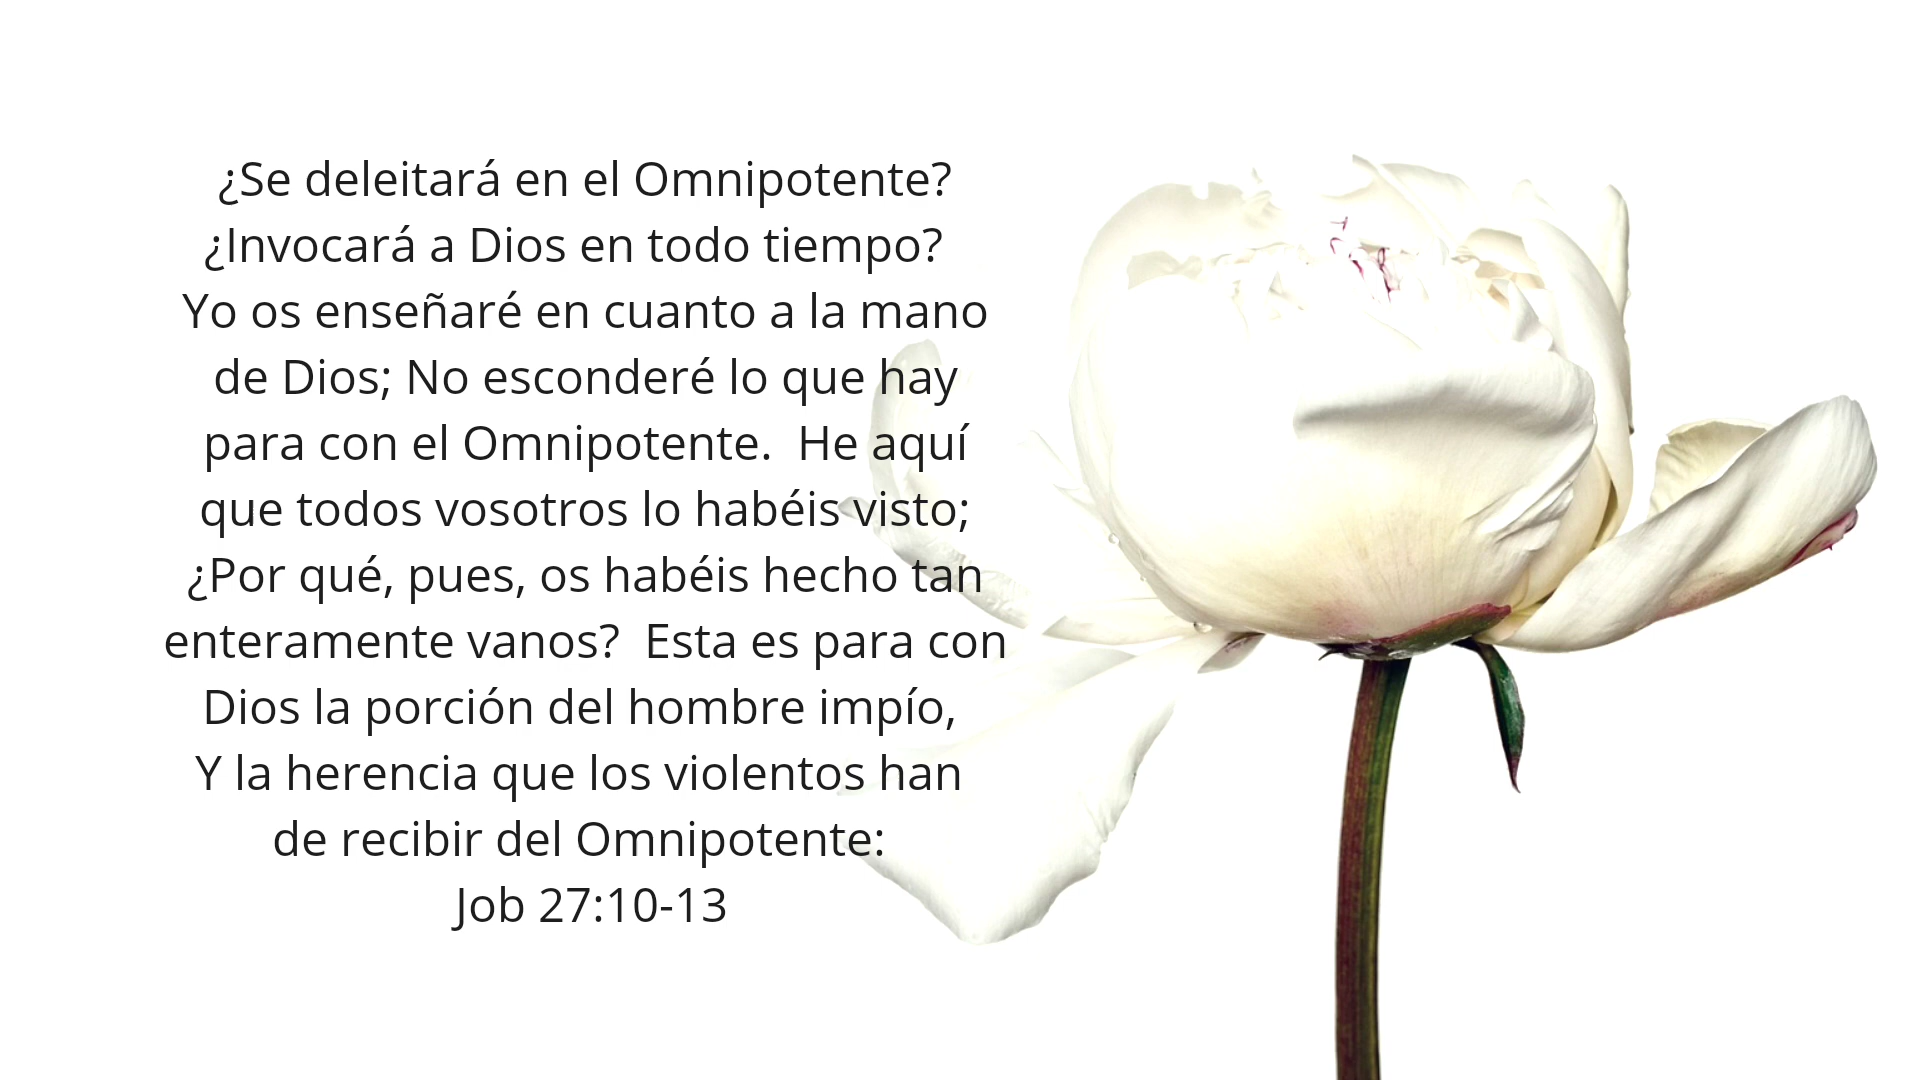 ¿Se deleitará en el Omnipotente?
¿Invocará a Dios en todo tiempo?
Yo os enseñaré en cuanto a la mano
de Dios; No esconderé lo que hay
para con el Omnipotente.  He aquí
que todos vosotros lo habéis visto;
¿Por qué, pues, os habéis hecho tan
enteramente vanos?  Esta es para con
Dios la porción del hombre impío,
Y la herencia que los violentos han
de recibir del Omnipotente:
Job 27:10-13